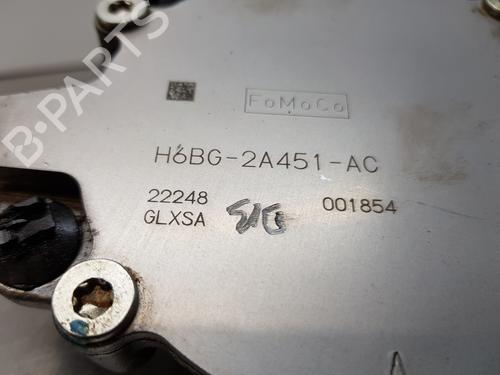 B-PARTS
FoMoCo
H6BG-2A451-AC
22248
GLXSA
001854